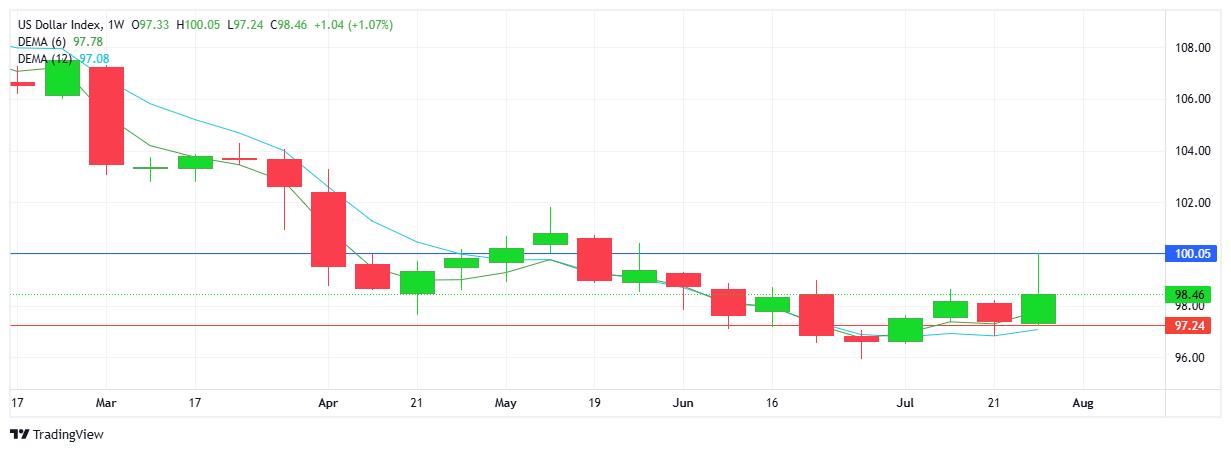 US Dollar Index, 1W O97.33 H100.05 L97.24 C98.46 +1.04 (+1.07%)
DEMA (6) 97.78
DEMA (12) 97.08
108.00
106.00
104.00
102.00
100.05
98.46
98.00
97.24
96.00
17 Mar 17 Apr 21 May 19 Jun 16 Jul 21 Aug
TradingView